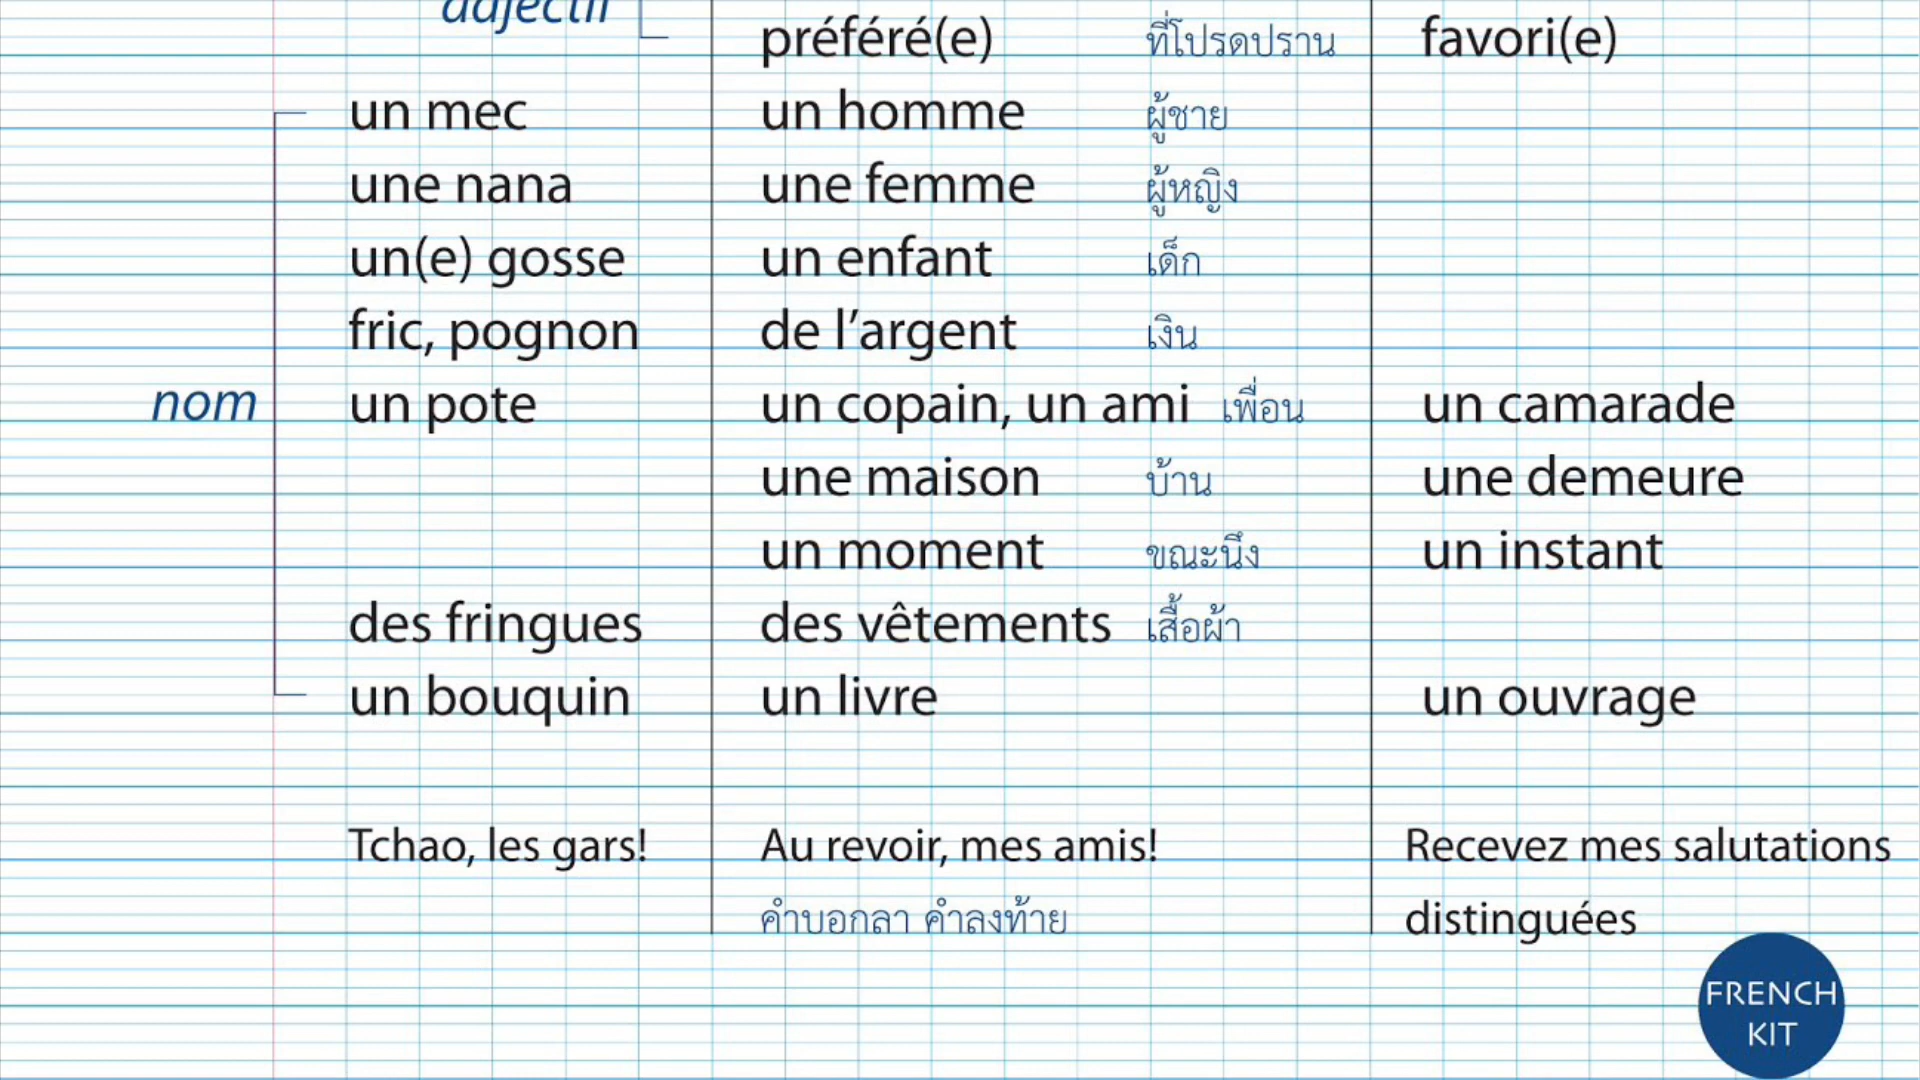 adjectif
préféré(e) ที่โปรดปราน favori(e)
un mec un homme ผู้ชาย
une nana une femme ผู้หญิง
un(e) gosse un enfant เด็ก
fric, pognon de l’argent เงิน
nom un pote un copain, un ami เพื่อน un camarade
une maison บ้าน une demeure
un moment ขณะนึง un instant
des fringues des vêtements เสื้อผ้า
un bouquin un livre un ouvrage
Tchao, les gars! Au revoir, mes amis! Recevez mes salutations
คำบอกลา คำลงท้าย distinguées
FRENCH
KIT